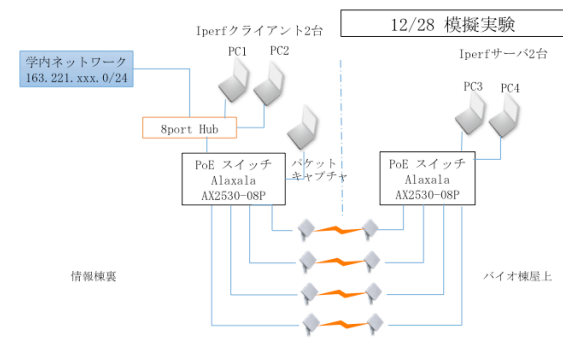 12/28 模擬実験
Iperfクライアント2台
PC1
PC2
Iperfサーバ2台
PC3
PC4
学内ネットワーク
163.221.xxx.0/24
8port Hub
PoE スイッチ
Alaxala
AX2530-08P
パケット
キャプチャ
PoE スイッチ
Alaxala
AX2530-08P
情報棟裏
バイオ棟屋上